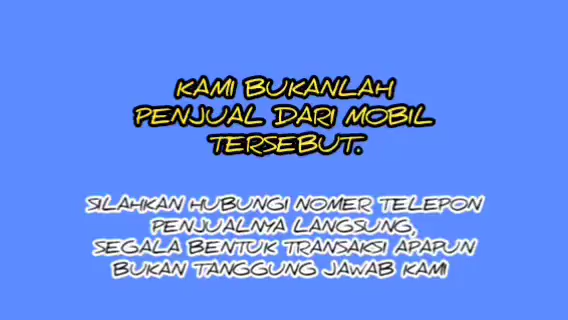 KAMI BUKANLAH
PENJUAL DARI MOBIL
TERSEBUT.
SILAHKAN HUBUNGI NOMER TELEPON
PENJUALNYA LANGSUNG,
SEGALA BENTUK TRANSAKSI APAPUN
BUKAN TANGGUNG JAWAB KAMI